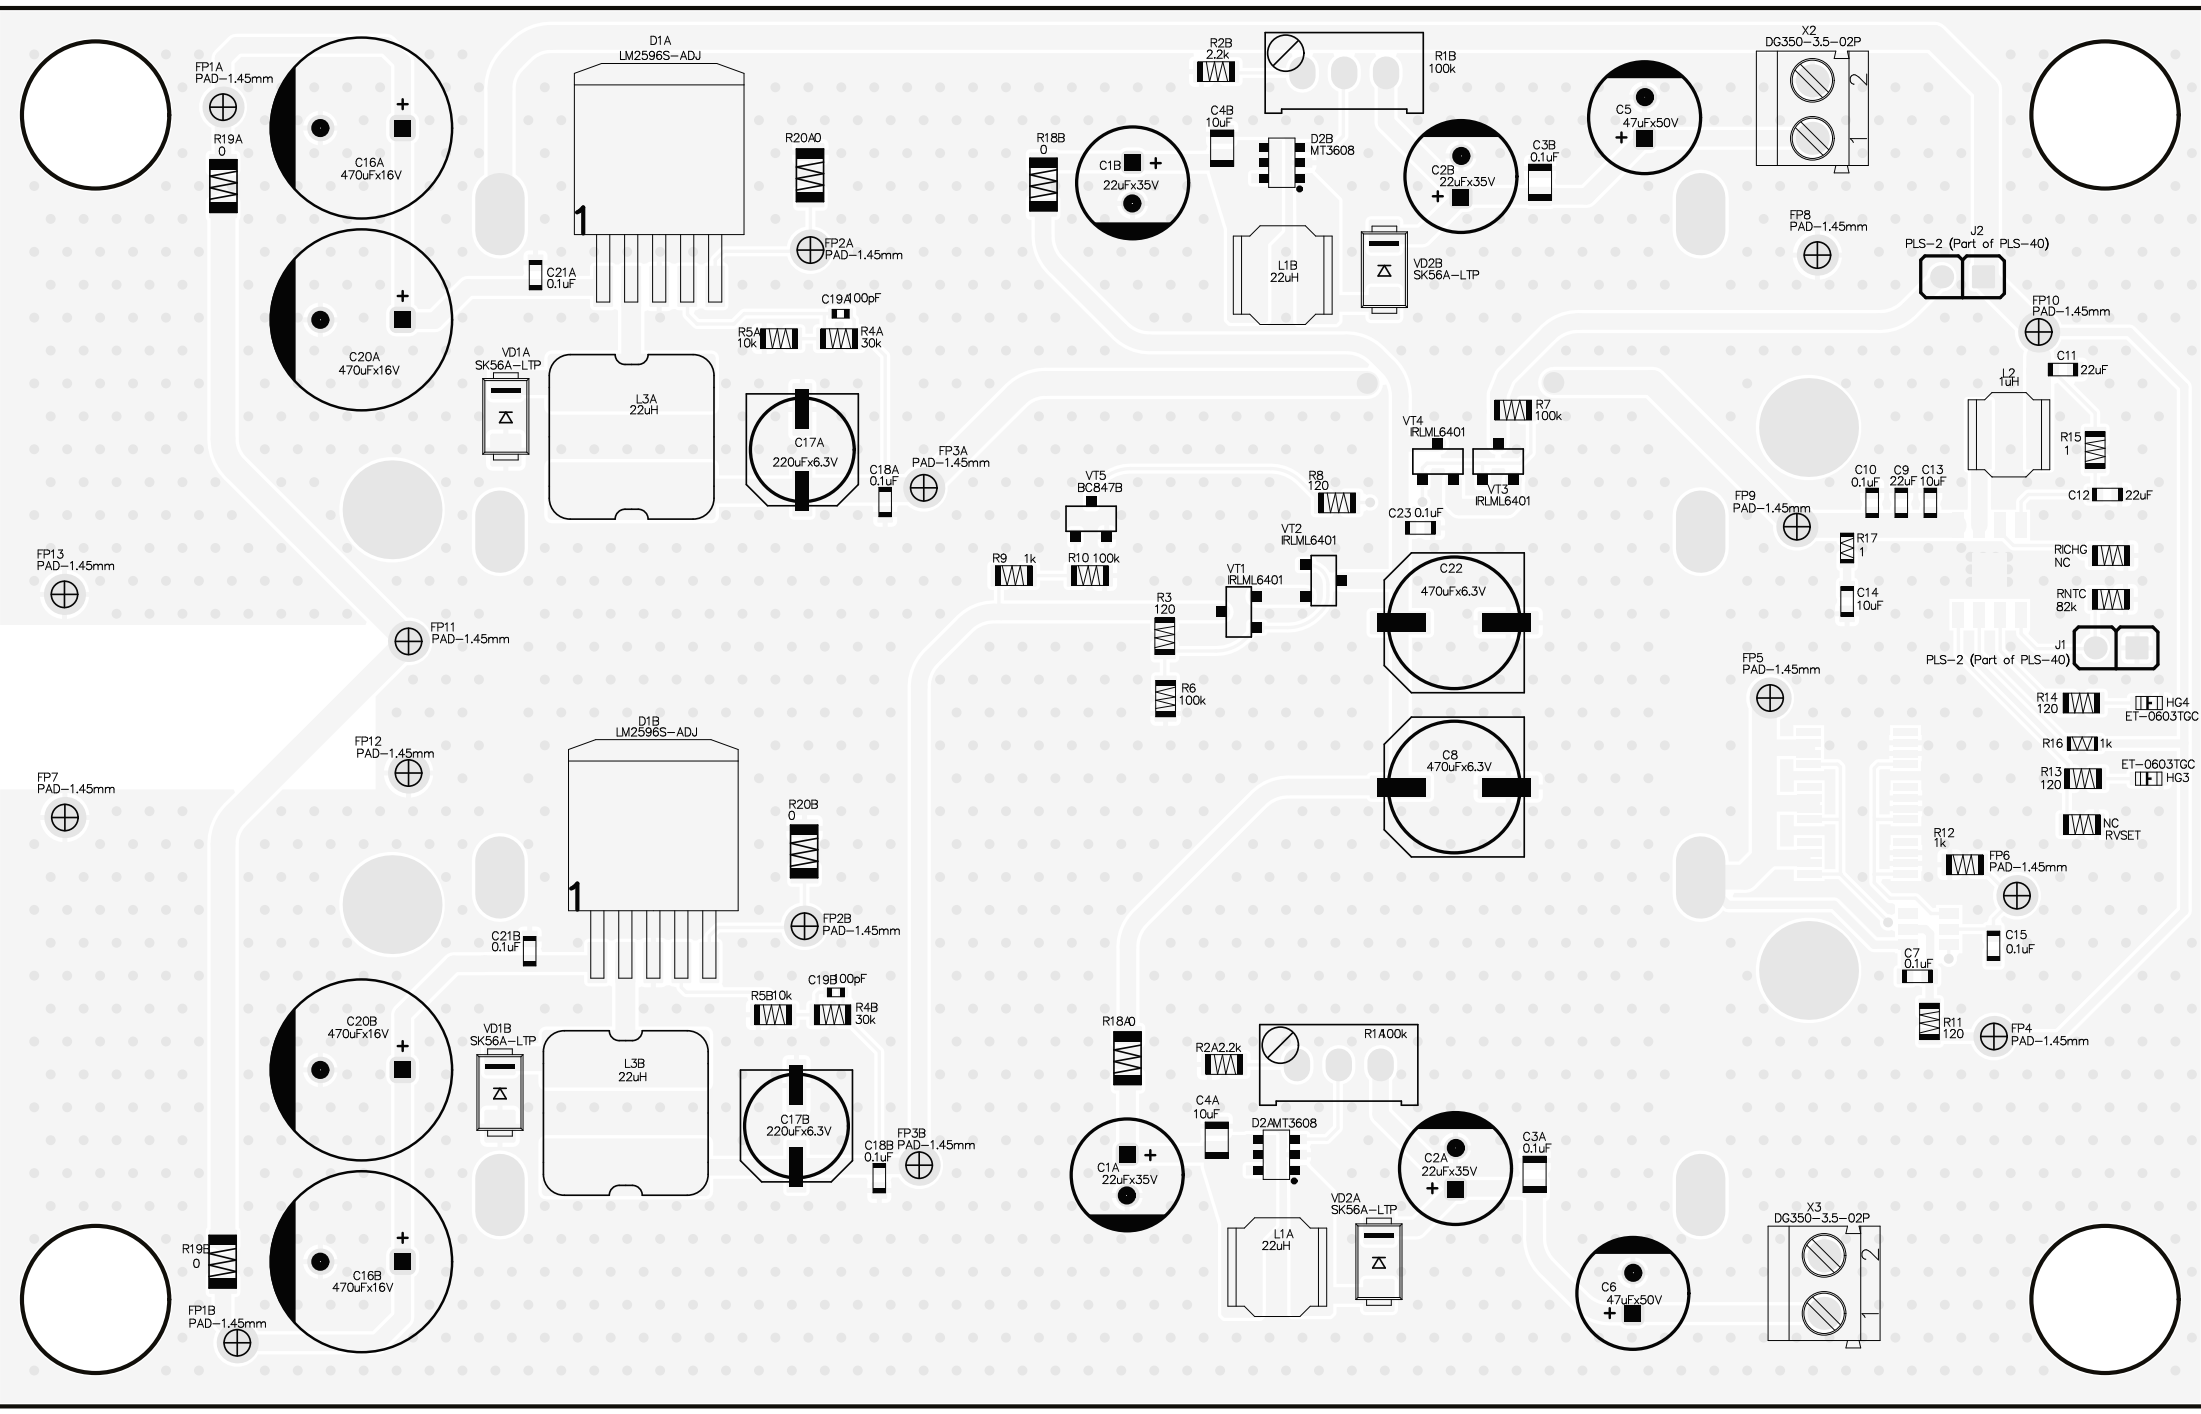 FP1A
PAD-1.45mm
R19A
0
+
C16A
470uFx16V
D1A
LM2596S-ADJ
1
R20A0
FP2A
PAD-1.45mm
C21A
0.1uF
+
C20A
470uFx16V
C19A100pF
R5A
10k
R4A
30k
VD1A
SK56A-LTP
L3A
22uH
C17A
220uFx6.3V
C18A
0.1uF
FP3A
PAD-1.45mm
R18B
0
C1B
+
22uFx35V
R2B
2.2k
C4B
10uF
R1B
100k
D2B
MT3608
C2B
22uFx35V
+
C3B
0.1uF
L1B
22uH
VD2B
SK56A-LTP
C5
47uFx50V
+
X2
DG350-3.5-02P
2
1
FP8
PAD-1.45mm
J2
PLS-2 (Part of PLS-40)
FP10
PAD-1.45mm
C11
22uF
L2
1uH
R15
1
C10
0.1uF
C9
22uF
C13
10uF
C12
22uF
FP9
PAD-1.45mm
R17
1
C14
10uF
RICHG
NC
RNTC
82k
J1
PLS-2 (Part of PLS-40)
R7
100k
VT4
IRLML6401
VT3
IRLML6401
VT5
BC847B
R8
120
C23 0.1uF
VT2
IRLML6401
R9 1k
R10 100k
VT1
IRLML6401
R3
120
R6
100k
C22
470uFx6.3V
C8
470uFx6.3V
FP13
PAD-1.45mm
FP11
PAD-1.45mm
FP12
PAD-1.45mm
FP7
PAD-1.45mm
FP5
PAD-1.45mm
R14
120
HG4
ET-0603TGC
R16
1k
ET-0603TGC
R13
120
HG3
NC
RVSET
R12
1k
FP6
PAD-1.45mm
C15
0.1uF
C7
0.1uF
R11
120
FP4
PAD-1.45mm
D1B
LM2596S-ADJ
1
R20B
0
FP2B
PAD-1.45mm
C21B
0.1uF
C20B
470uFx16V
+
C19B100pF
R5B10k
R4B
30k
VD1B
SK56A-LTP
L3B
22uH
C17B
220uFx6.3V
C18B
0.1uF
FP3B
PAD-1.45mm
R19B
0
+
C16B
470uFx16V
FP1B
PAD-1.45mm
R18A0
R2A2.2k
R1A100k
C4A
10uF
D2AMT3608
C1A
+
22uFx35V
C2A
22uFx35V
+
C3A
0.1uF
VD2A
SK56A-LTP
L1A
22uH
C6
47uFx50V
+
X3
DG350-3.5-02P
2
1